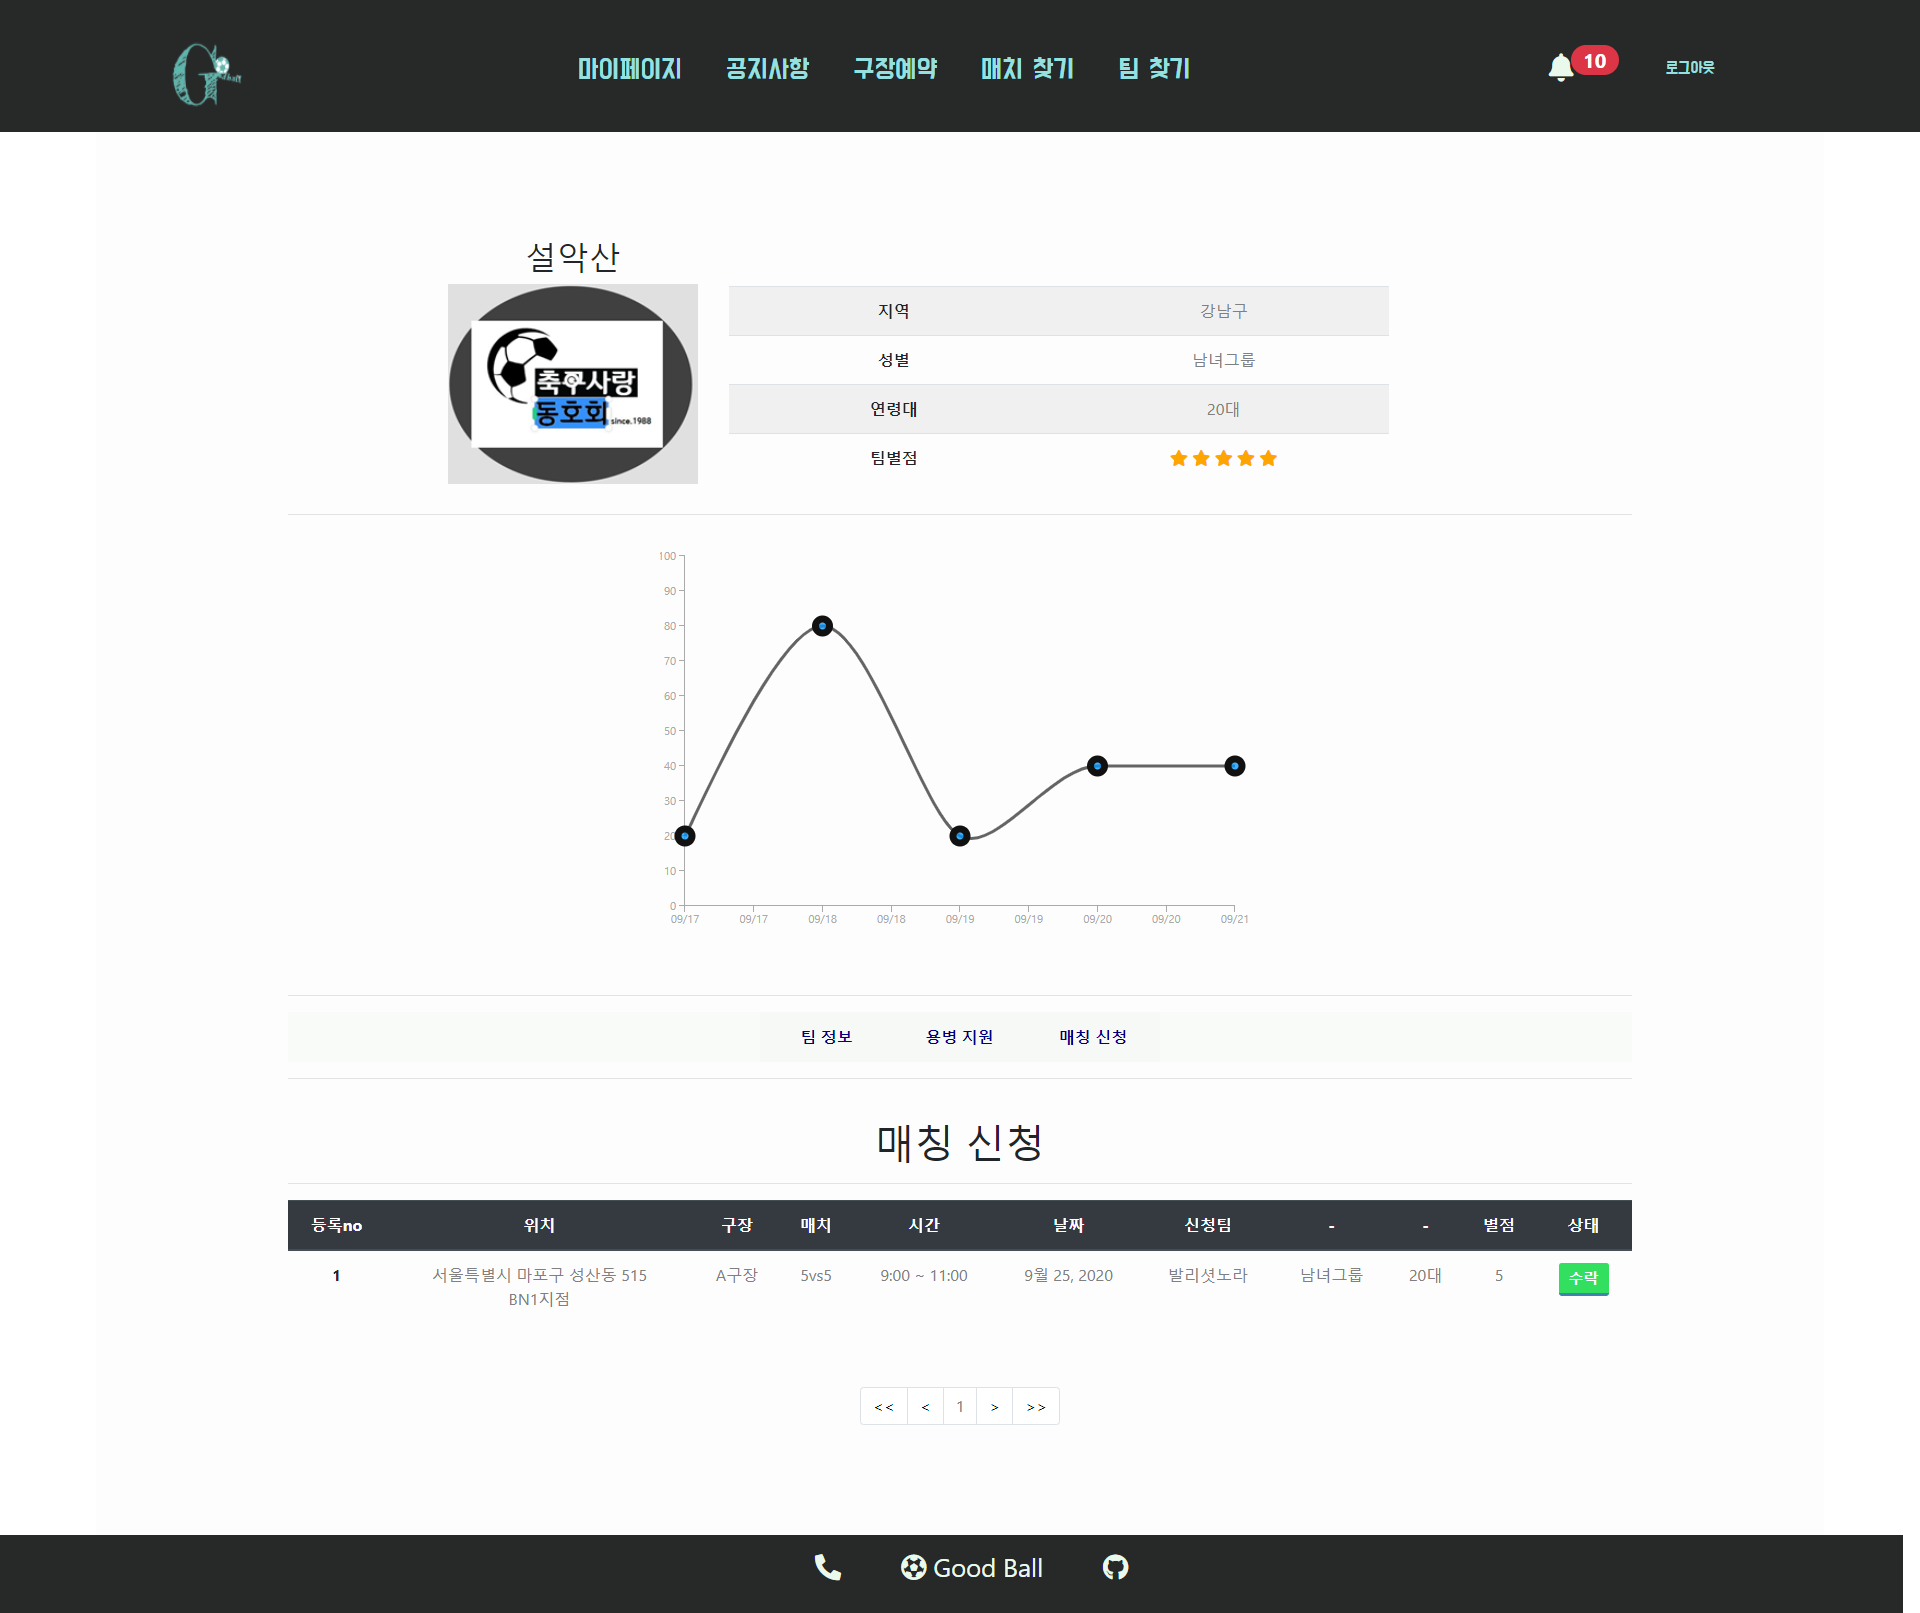 G ball
마이페이지 공지사항 구장예약 매치 찾기 팀 찾기 10 로그아웃
설악산
축구사랑
동호회 since.1988
지역 강남구
성별 남녀그룹
연령대 20대
팀별점
100
90
80
70
60
50
40
30
20
10
0
09/17 09/17 09/18 09/18 09/19 09/19 09/20 09/20 09/21
팀 정보 용병 지원 매칭 신청
매칭 신청
등록no 위치 구장 매치 시간 날짜 신청팀 - - 별점 상태
1 서울특별시 마포구 성산동 515 A구장 5vs5 9:00 ~ 11:00 9월 25, 2020 발리셧노라 남녀그룹 20대 5 수락
BN1지점
<< < 1 > >>
Good Ball